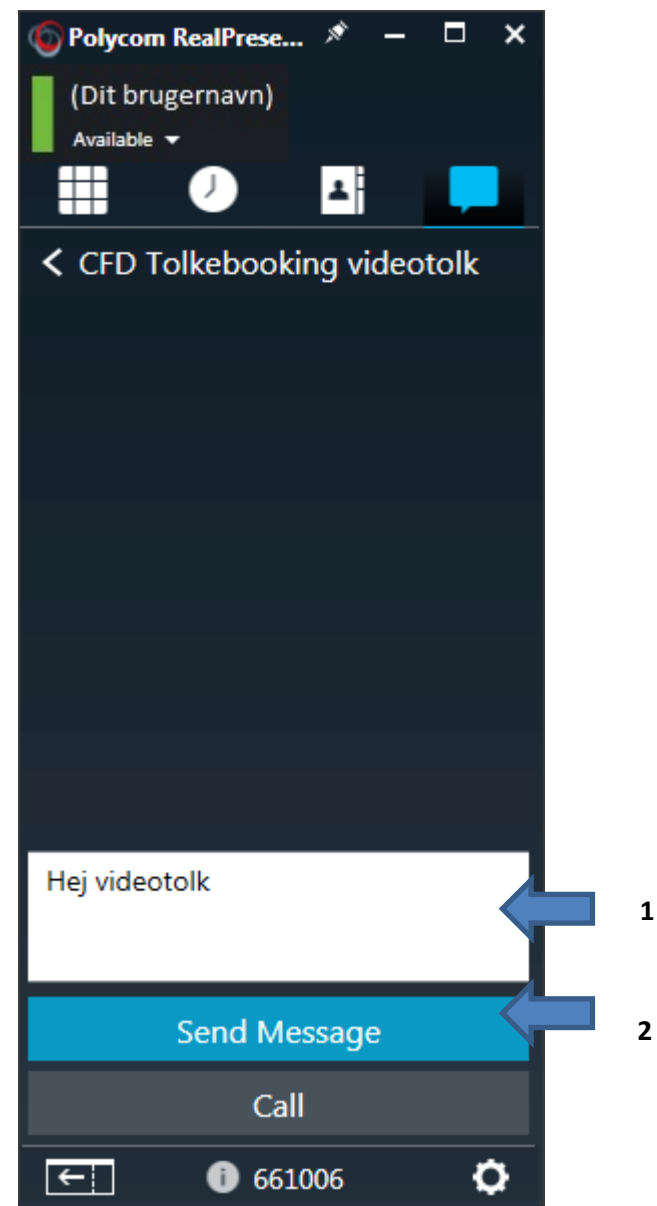 Polycom RealPrese...
(Dit brugernavn)
Available
CFD Tolkebooking videotolk
Hej videotolk
1
Send Message
2
Call
661006